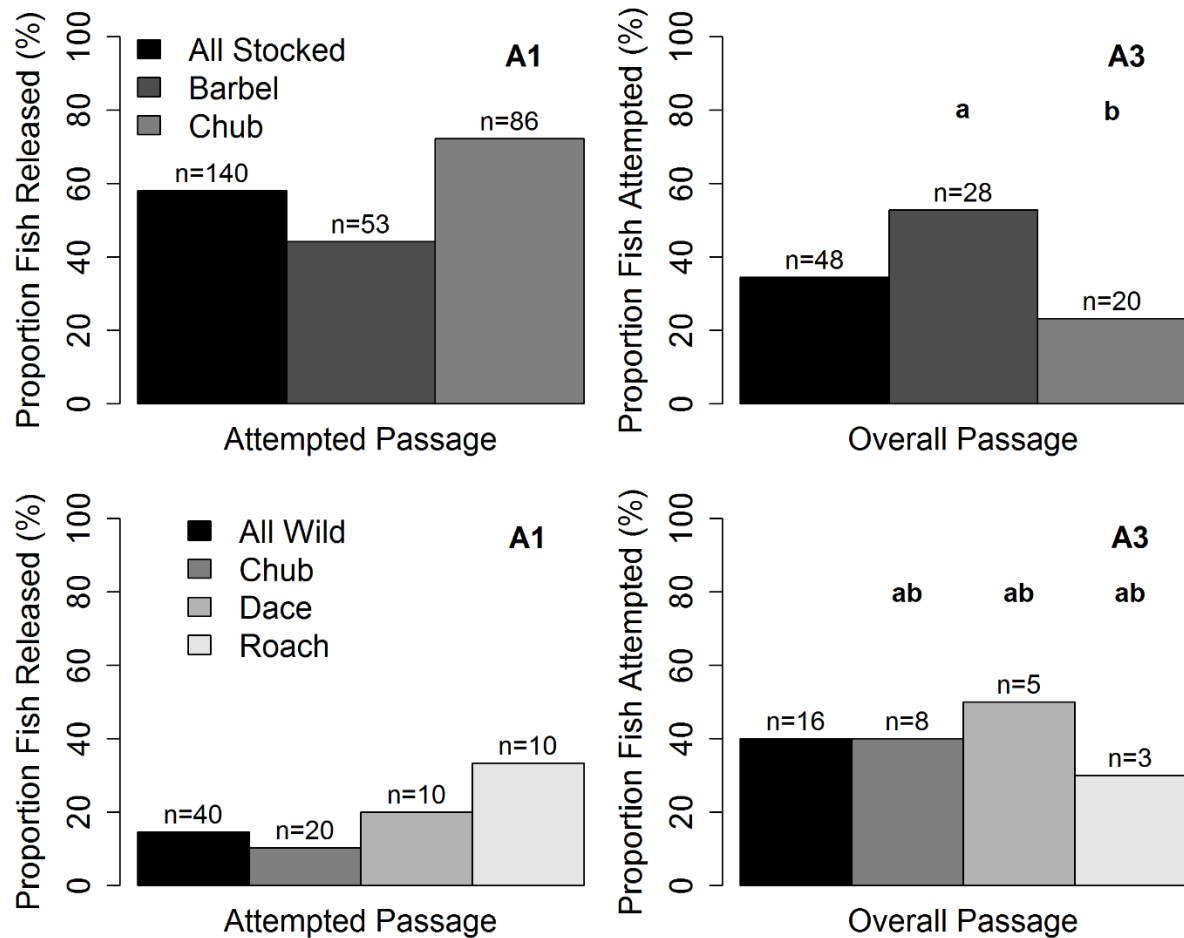 Proportion Fish Released (%)
0 20 40 60 80 100
All Stocked
Barbel
Chub
A1
n=140
n=53
n=86
Attempted Passage
Proportion Fish Attempted (%)
0 20 40 60 80 100
A3
a b
n=48
n=28
n=20
Overall Passage
Proportion Fish Released (%)
0 20 40 60 80 100
All Wild
Chub
Dace
Roach
A1
n=40
n=20
n=10
n=10
Attempted Passage
Proportion Fish Attempted (%)
0 20 40 60 80 100
A3
ab ab ab
n=16
n=8
n=5
n=3
Overall Passage